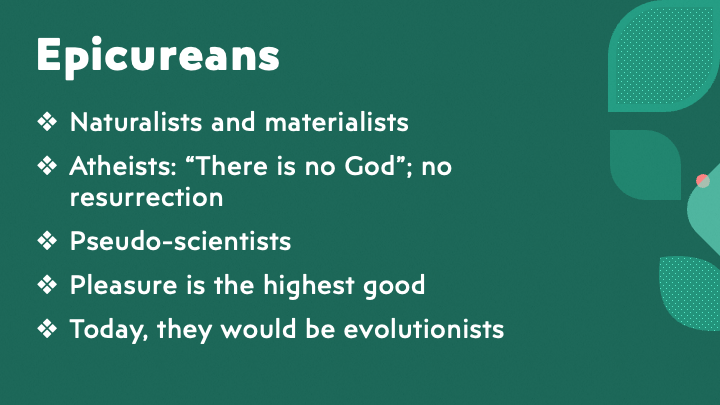 Epicureans
❖ Naturalists and materialists
❖ Atheists: “There is no God”; no
resurrection
❖ Pseudo-scientists
❖ Pleasure is the highest good
❖ Today, they would be evolutionists